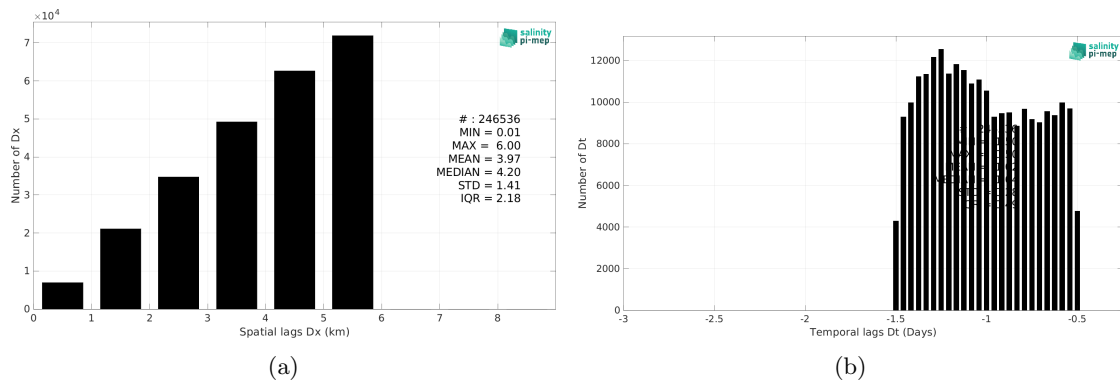 ×10⁴
7
6
5
4
3
2
1
0
Number of Dx
salinity
pi-mep
# : 246536
MIN = 0.01
MAX = 6.00
MEAN = 3.97
MEDIAN = 4.20
STD = 1.41
IQR = 2.18
0 1 2 3 4 5 6 7 8
Spatial lags Dx (km)
(a)
12000
10000
8000
6000
4000
2000
0
Number of Dt
salinity
pi-mep
-3 -2.5 -2 -1.5 -1 -0.5
Temporal lags Dt (Days)
(b)